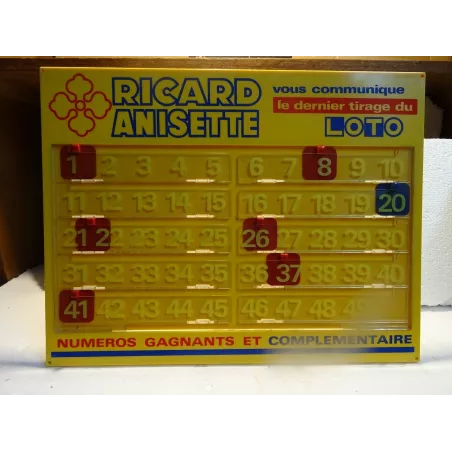 RICARD
ANISETTE
vous communique
le dernier tirage du
LOTO
1 2 3 4 5 6 7 8 9 10
11 12 13 14 15 16 17 18 19 20
21 22 23 24 25 26 27 28 29 30
31 32 33 34 35 36 37 38 39 40
41 42 43 44 45 46 47 48 49
NUMEROS GAGNANTS ET COMPLEMENTAIRE